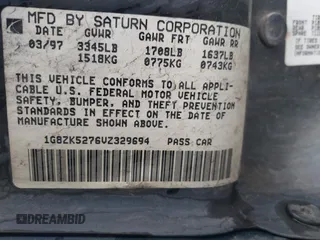 MFD BY SATURN CORPORATION
DATE GVWR GAWR FRT GAWR RR
03/97 3345LB 1708LB 1637LB
1518KG 0775KG 0743KG
THIS VEHICLE CONFORMS TO ALL APPLI-
CABLE U.S. FEDERAL MOTOR VEHICLE
SAFETY, BUMPER, AND THEFT PREVENTION
STANDARDS IN EFFECT ON THE DATE OF
MANUFACTURE SHOWN ABOVE.
1G8ZK5276VZ329694 PASS CAR
DREAMBID